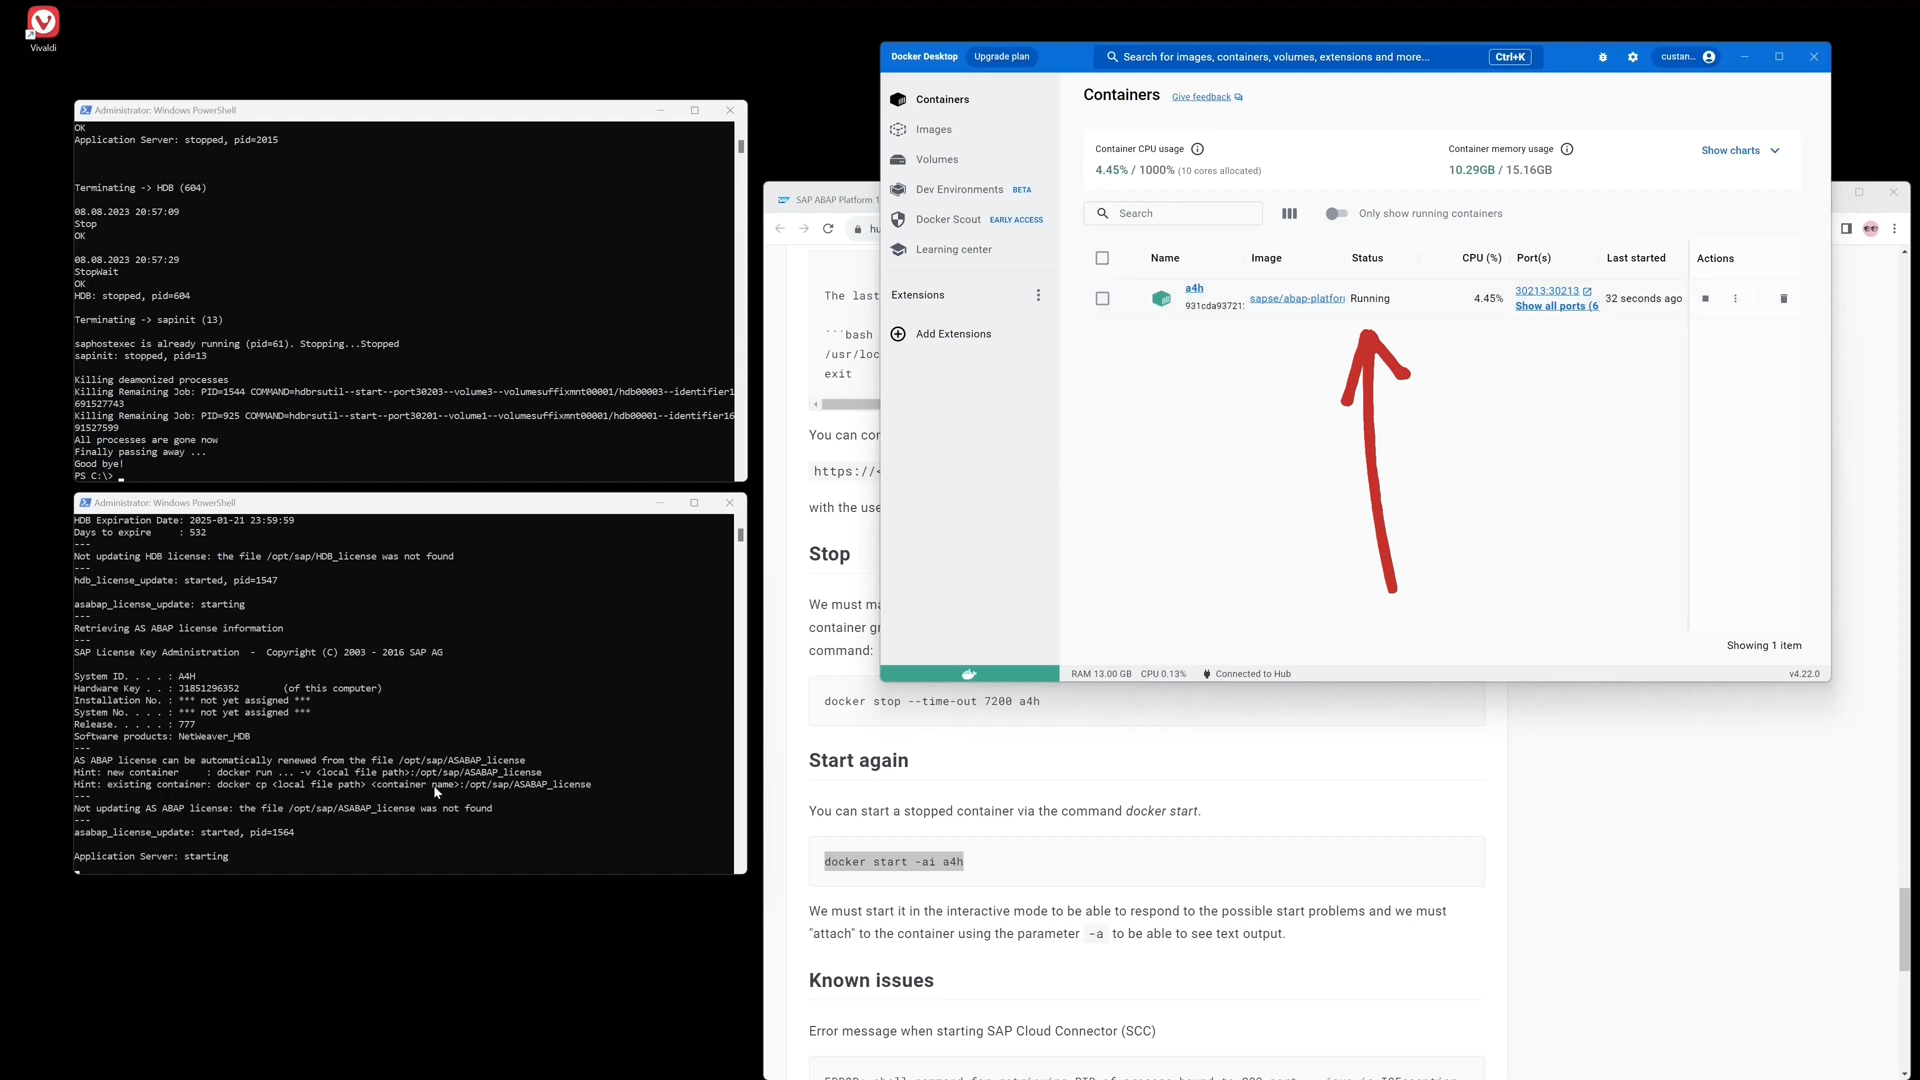 Vivaldi
Administrator: Windows PowerShell
OK
Application Server: stopped, pid=2015
Terminating -> HDB (604)
08.08.2023 20:57:09
Stop
OK
08.08.2023 20:57:29
StopWait
OK
HDB: stopped, pid=604
Terminating -> sapinit (13)
saphostexec is already running (pid=61). Stopping...Stopped
sapinit: stopped, pid=13
Killing deamonized processes
Killing Remaining Job: PID=1544 COMMAND=hdbrsutil--start--port30203--volume3--volumesuffixmnt00001/hdb00003--identifier1
691527743
Killing Remaining Job: PID=925 COMMAND=hdbrsutil--start--port30201--volume1--volumesuffixmnt00001/hdb00001--identifier16
91527599
All processes are gone now
Finally passing away ...
Good bye!
PS C:\>
Administrator: Windows PowerShell
HDB Expiration Date: 2025-01-21 23:59:59
Days to expire : 532
---
Not updating HDB license: the file /opt/sap/HDB_license was not found
---
hdb_license_update: started, pid=1547
asabap_license_update: starting
---
Retrieving AS ABAP license information
---
SAP License Key Administration - Copyright (C) 2003 - 2016 SAP AG
System ID. . . . : A4H
Hardware Key . . : J1851296352 (of this computer)
Installation No. : *** not yet assigned ***
System No. . . . : *** not yet assigned ***
Release. . . . . : 777
Software products: NetWeaver_HDB
---
AS ABAP license can be automatically renewed from the file /opt/sap/ASABAP_license
Hint: new container : docker run ... -v <local file path>:/opt/sap/ASABAP_license
Hint: existing container: docker cp <local file path> <container name>:/opt/sap/ASABAP_license
---
Not updating AS ABAP license: the file /opt/sap/ASABAP_license was not found
---
asabap_license_update: started, pid=1564
Application Server: starting
Docker Desktop Upgrade plan Search for images, containers, volumes, extensions and more... Ctrl+K custan...
Containers
Images
Volumes
Dev Environments BETA
Docker Scout EARLY ACCESS
Learning center
Extensions
Add Extensions
Containers Give feedback
Container CPU usage
4.45% / 1000% (10 cores allocated)
Container memory usage
10.29GB / 15.16GB
Show charts
Search
Only show running containers
Name Image Status CPU (%) Port(s) Last started Actions
a4h
931cda93721:
sapse/abap-platfor Running 4.45% 30213:30213 32 seconds ago
Show all ports (6
Showing 1 item
RAM 13.00 GB CPU 0.13% Connected to Hub v4.22.0
SAP ABAP Platform 1
hu
The last
```bash
/usr/loc
exit
You can cor
https://<
with the use
Stop
We must ma
container gr
command:
docker stop --time-out 7200 a4h
Start again
You can start a stopped container via the command docker start.
docker start -ai a4h
We must start it in the interactive mode to be able to respond to the possible start problems and we must
"attach" to the container using the parameter -a to be able to see text output.
Known issues
Error message when starting SAP Cloud Connector (SCC)